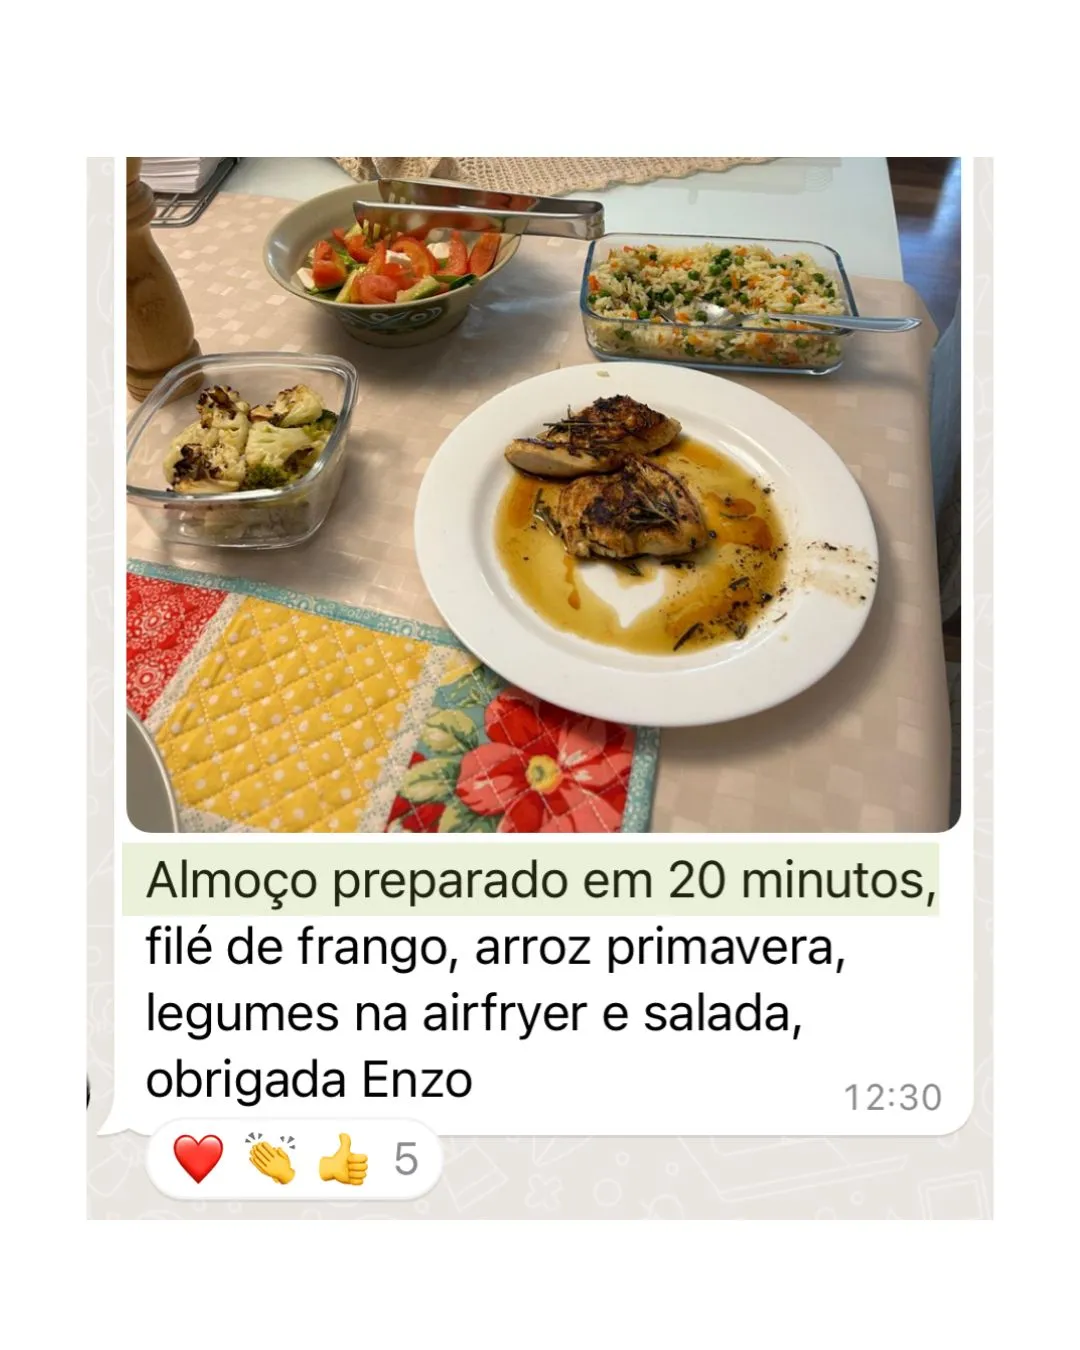 Almoço preparado em 20 minutos,
filé de frango, arroz primavera,
legumes na airfryer e salada,
obrigada Enzo
12:30
❤️ 👏 👍 5